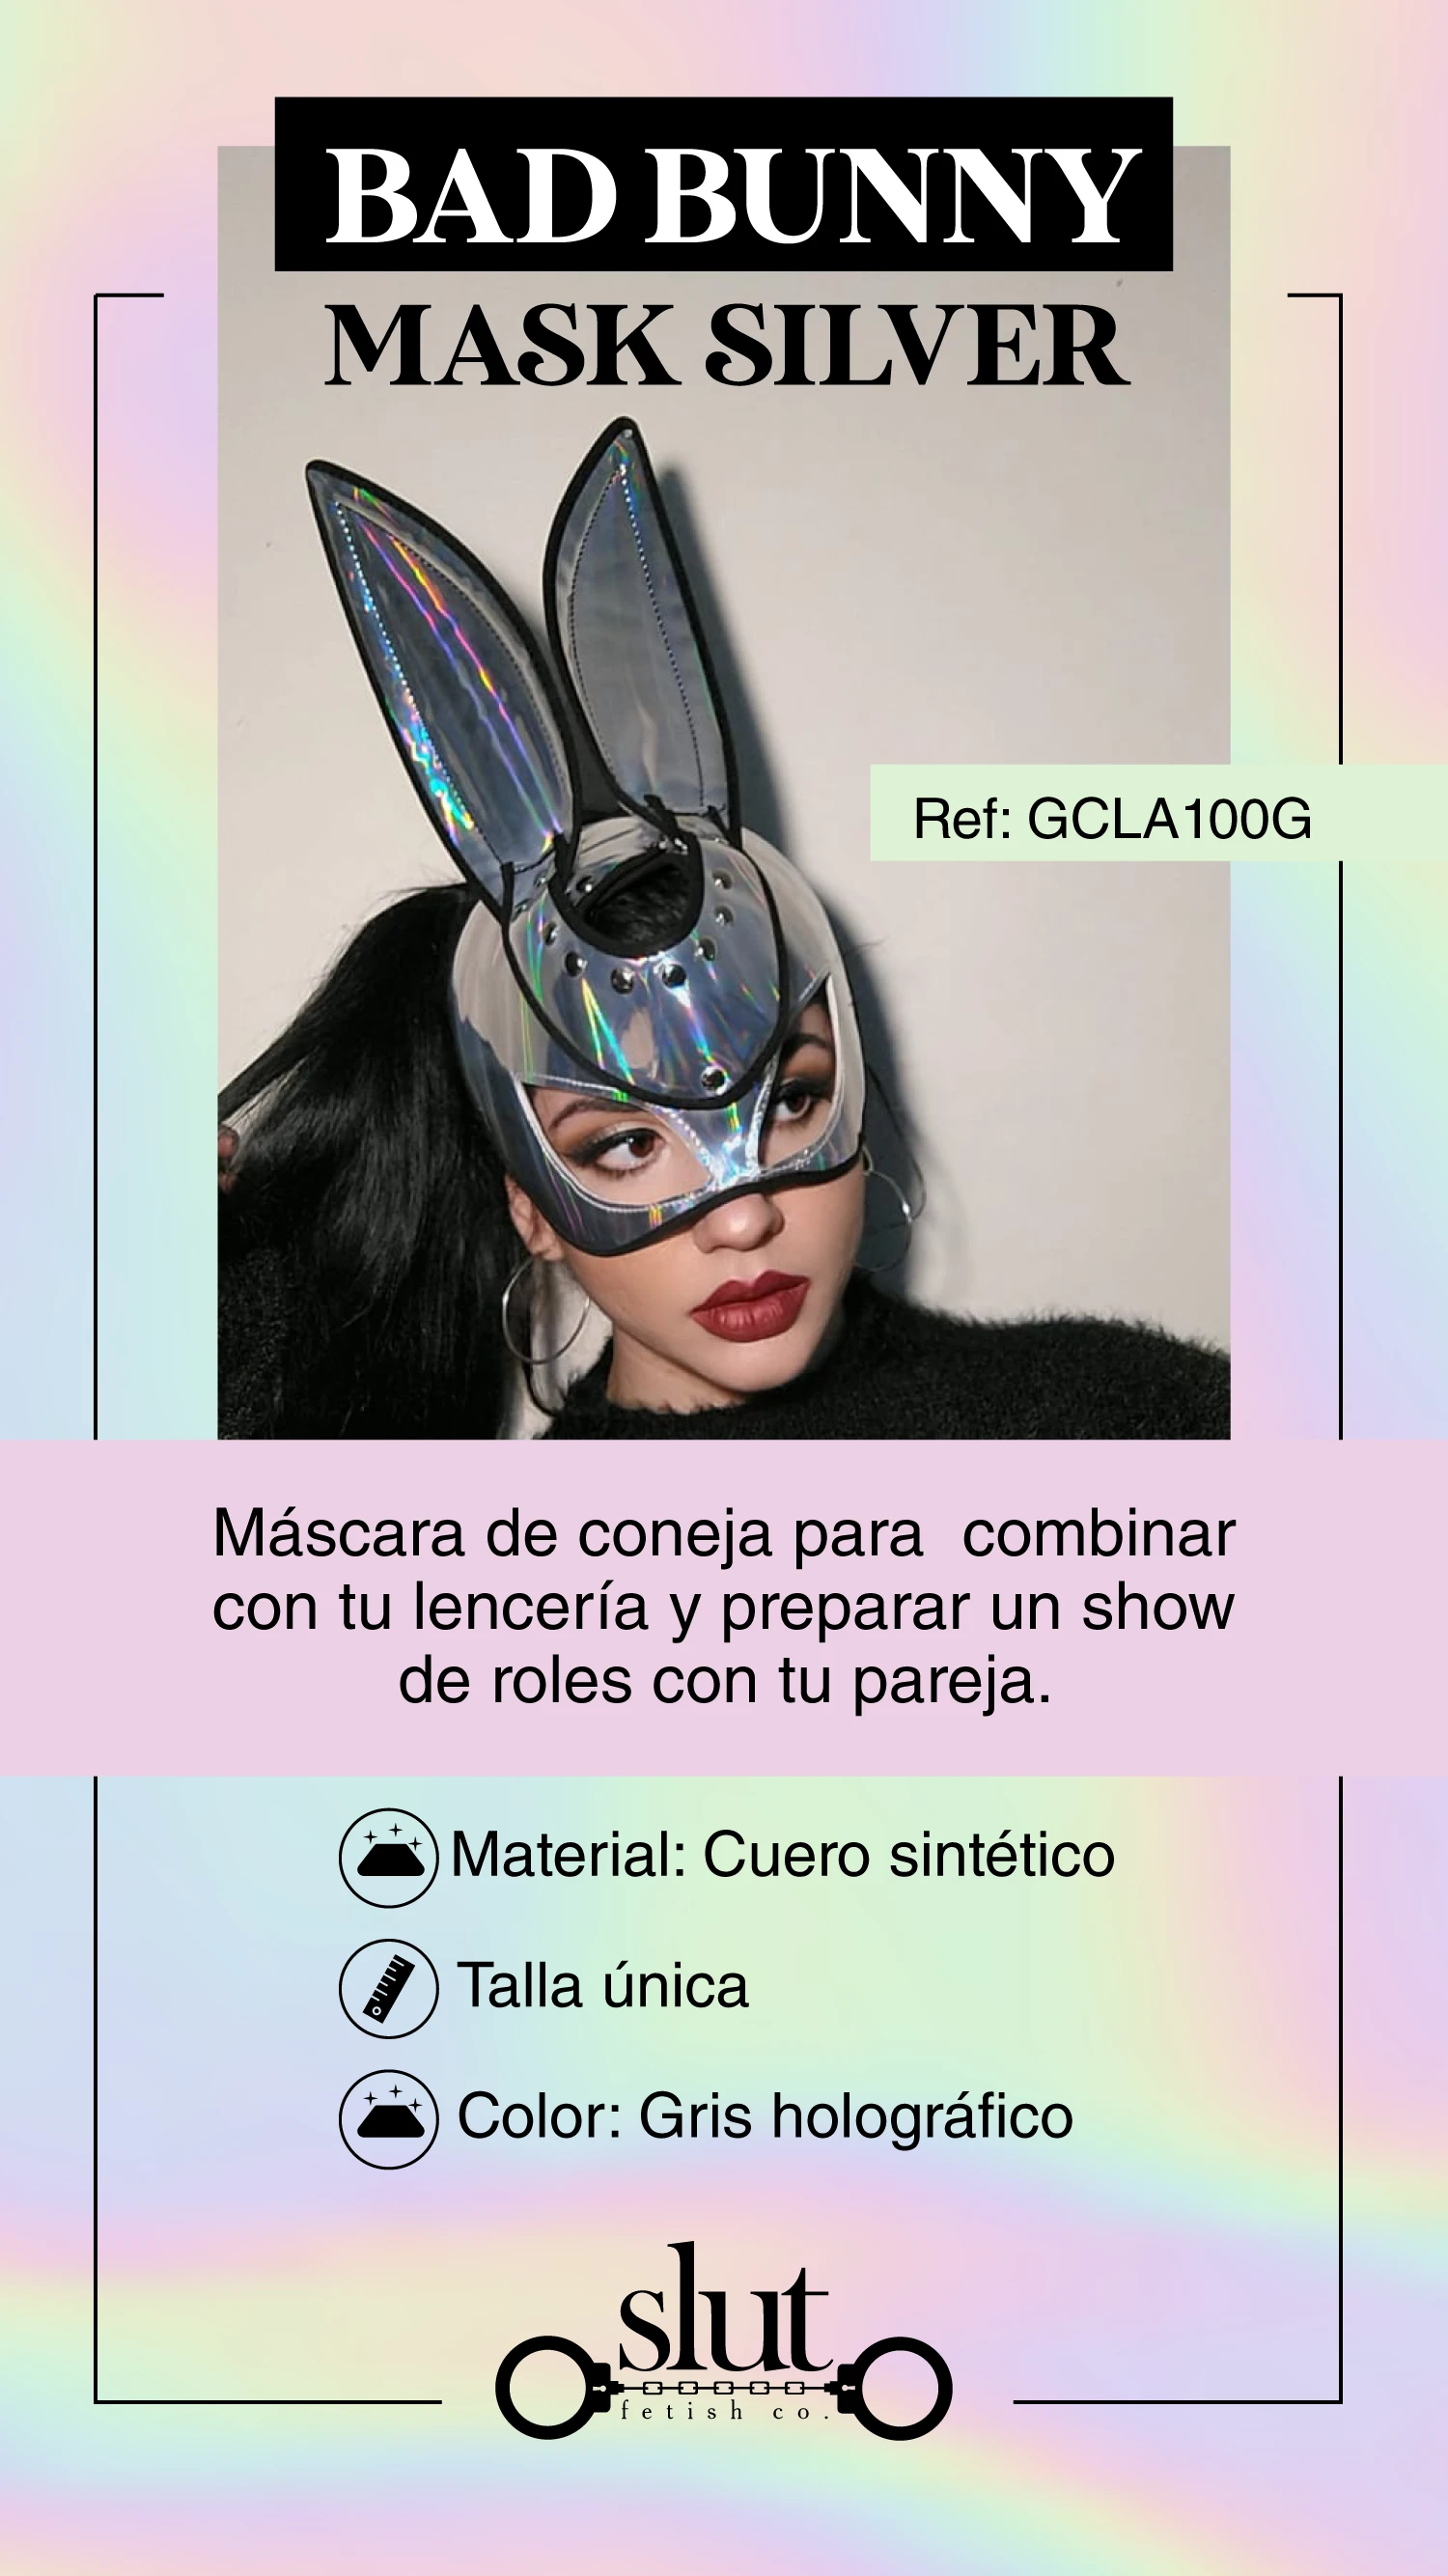 BAD BUNNY
MASK SILVER
Ref: GCLA100G
Máscara de coneja para combinar
con tu lencería y preparar un show
de roles con tu pareja.
Material: Cuero sintético
Talla única
Color: Gris holográfico
slut
fetish co.